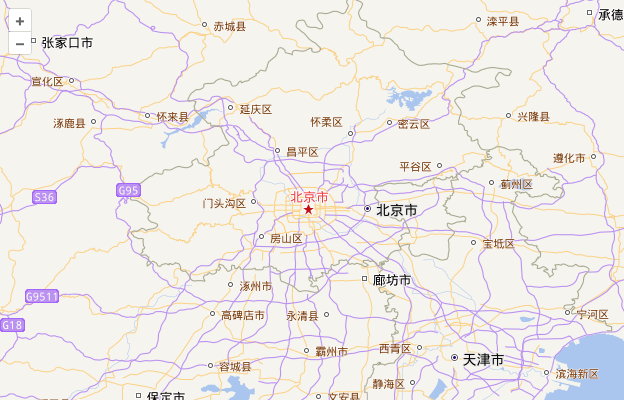 滦平县
承德
赤城县
+
张家口市
−
宣化区
延庆区
怀来县
怀柔区
密云区
兴隆县
涿鹿县
昌平区
遵化市
平谷区
蓟州区
G95
S36
门头沟区
北京市
北京市
房山区
宝坻区
廊坊市
涿州市
G9511
高碑店市
永清县
宁河区
G18
霸州市
西青区
天津市
容城县
滨海新区
静海区
保定市
文安县